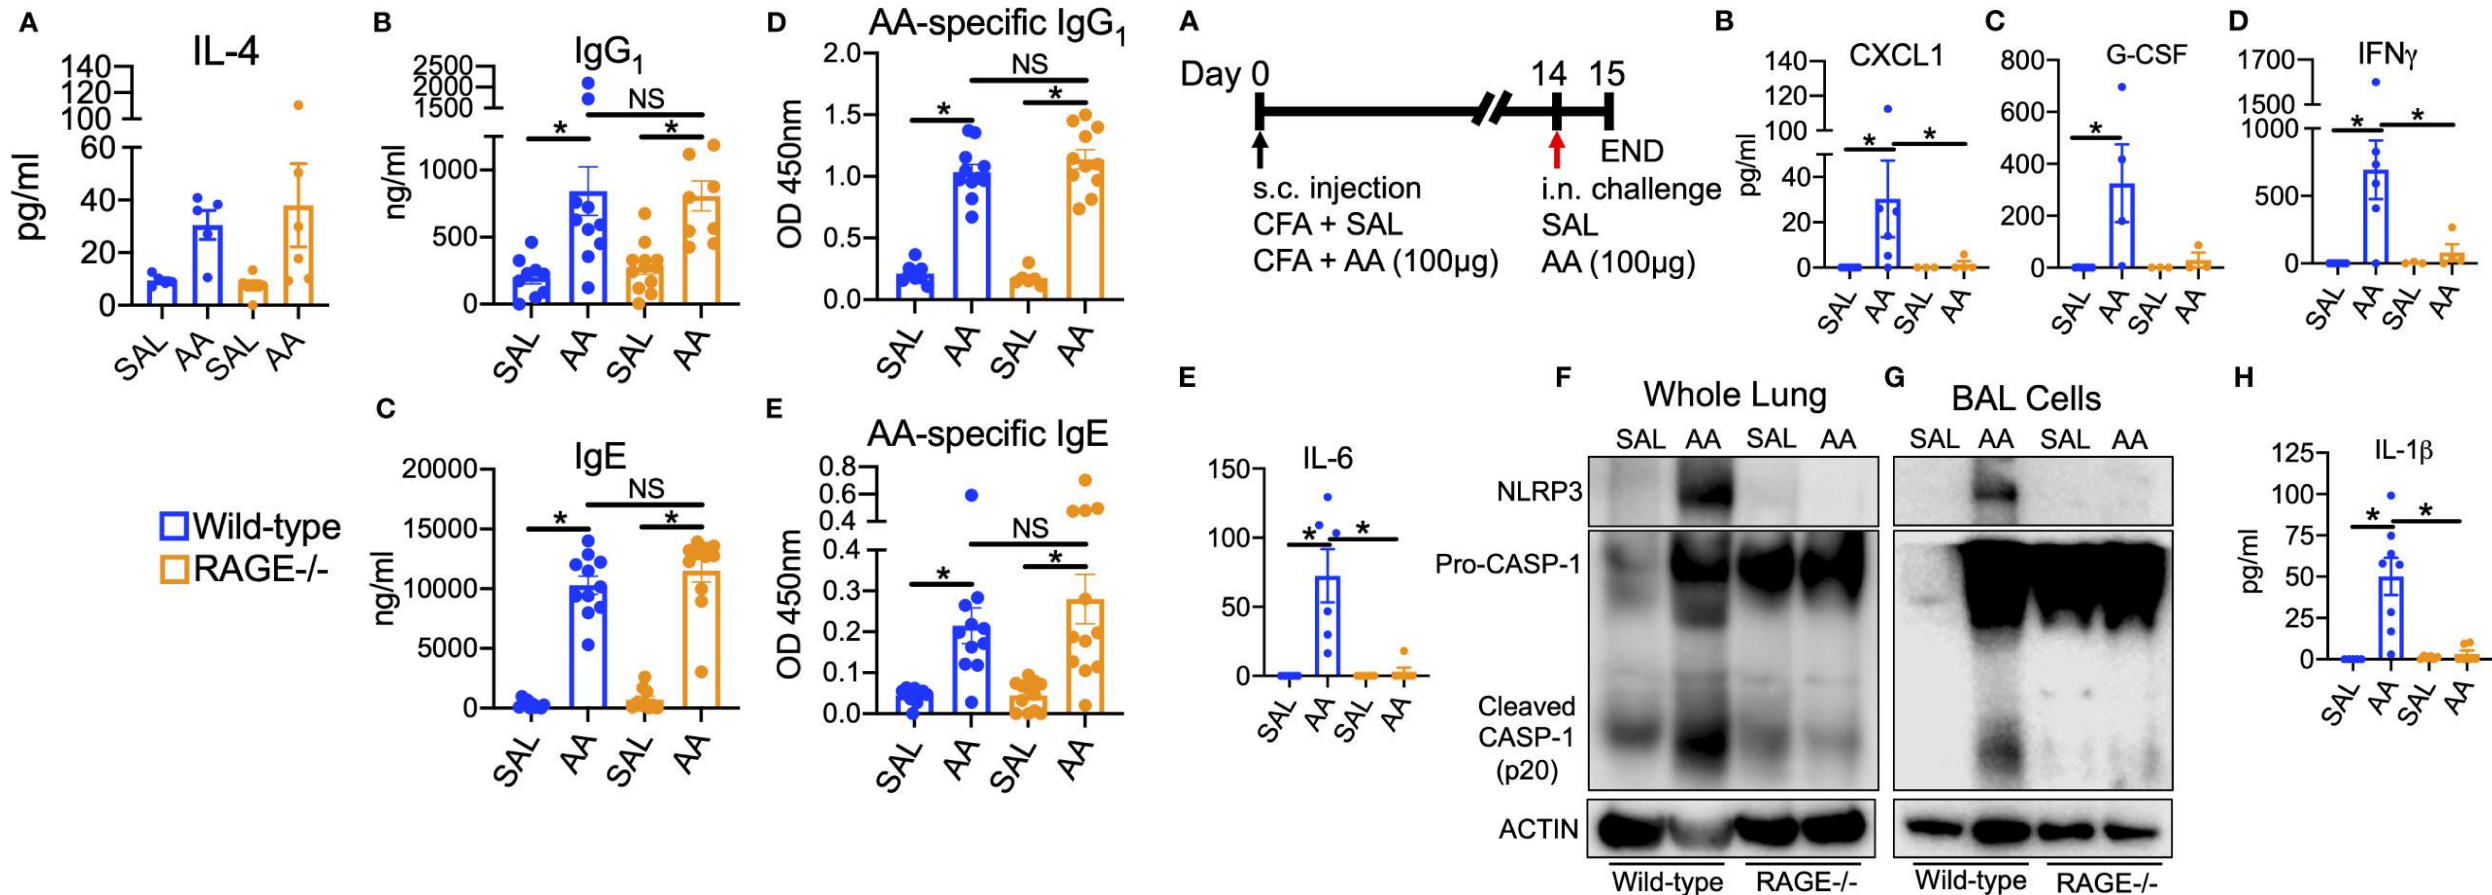 A
IL-4
140
120
100
60
40
20
0
pg/ml
SAL
AA
SAL
AA
B
IgG1
2500
2000
1500
1000
500
0
ng/ml
*
NS
*
SAL
AA
SAL
AA
C
IgE
20000
15000
10000
5000
0
ng/ml
*
NS
*
SAL
AA
SAL
AA
Wild-type
RAGE-/-
D
AA-specific IgG1
2.0
1.5
1.0
0.5
0.0
OD 450nm
*
NS
*
SAL
AA
SAL
AA
E
AA-specific IgE
0.8
0.6
0.4
0.4
0.3
0.2
0.1
0.0
OD 450nm
*
NS
*
SAL
AA
SAL
AA
A
Day 0
14
15
END
s.c. injection
CFA + SAL
CFA + AA (100µg)
i.n. challenge
SAL
AA (100µg)
B
CXCL1
140
120
100
40
20
0
pg/ml
*
*
SAL
AA
SAL
AA
C
G-CSF
800
600
400
200
0
*
SAL
AA
SAL
AA
D
IFNγ
1700
1500
1000
500
0
*
*
SAL
AA
SAL
AA
E
IL-6
150
100
50
0
*
*
SAL
AA
SAL
AA
F
Whole Lung
SAL AA SAL AA
NLRP3
Pro-CASP-1
Cleaved
CASP-1
(p20)
ACTIN
Wild-type RAGE-/-
G
BAL Cells
SAL AA SAL AA
Wild-type RAGE-/-
H
IL-1β
125
100
75
50
25
0
pg/ml
*
*
SAL
AA
SAL
AA